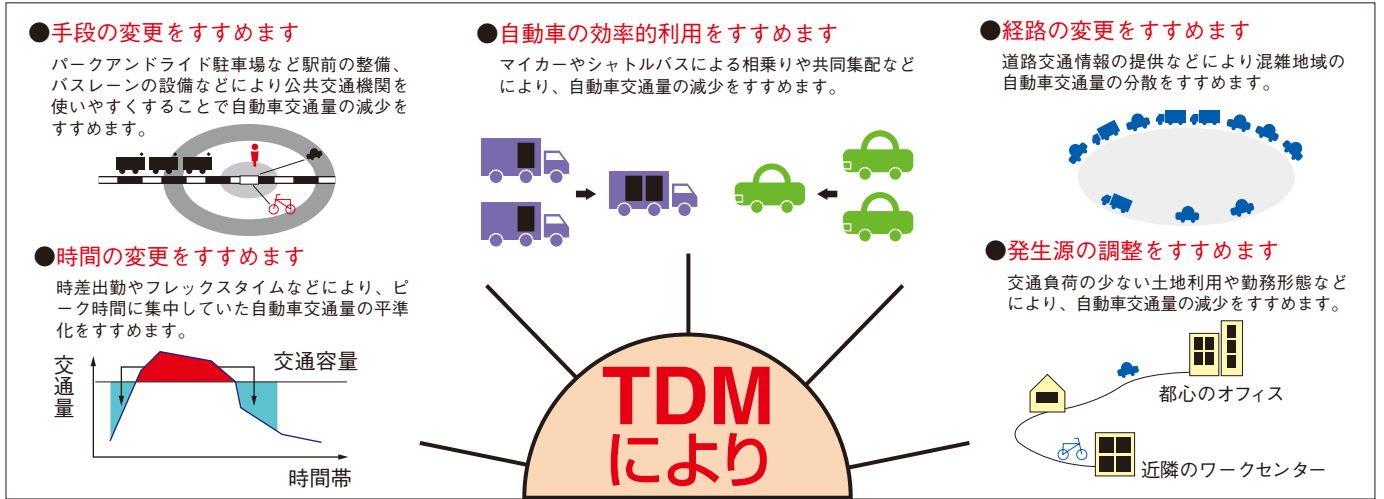 ●手段の変更をすすめます
パークアンドライド駐車場など駅前の整備、
バスレーンの設備などにより公共交通機関を
使いやすくすることで自動車交通量の減少を
すすめます。
●時間の変更をすすめます
時差出勤やフレックスタイムなどにより、ピ
ーク時間に集中していた自動車交通量の平準
化をすすめます。
交通量
交通容量
時間帯
●自動車の効率的利用をすすめます
マイカーやシャトルバスによる相乗りや共同集配など
により、自動車交通量の減少をすすめます。
TDM
により
●経路の変更をすすめます
道路交通情報の提供などにより混雑地域の
自動車交通量の分散をすすめます。
●発生源の調整をすすめます
交通負荷の少ない土地利用や勤務形態など
により、自動車交通量の減少をすすめます。
都心のオフィス
近隣のワークセンター